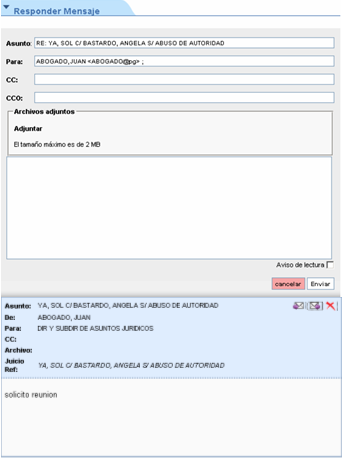 Responder Mensaje
Asunto: RE: YA, SOL C/ BASTARDO, ANGELA S/ ABUSO DE AUTORIDAD
Para: ABOGADO,JUAN <ABOGADO@pg> ;
CC:
CCO:
Archivos adjuntos
Adjuntar
El tamaño máximo es de 2 MB
Aviso de lectura
cancelar Enviar
Asunto: YA, SOL C/ BASTARDO, ANGELA S/ ABUSO DE AUTORIDAD
De: ABOGADO, JUAN
Para: DIR Y SUBDIR DE ASUNTOS JURIDICOS
CC:
Archivo:
Juicio
Ref: YA, SOL C/ BASTARDO, ANGELA S/ ABUSO DE AUTORIDAD
solicito reunion